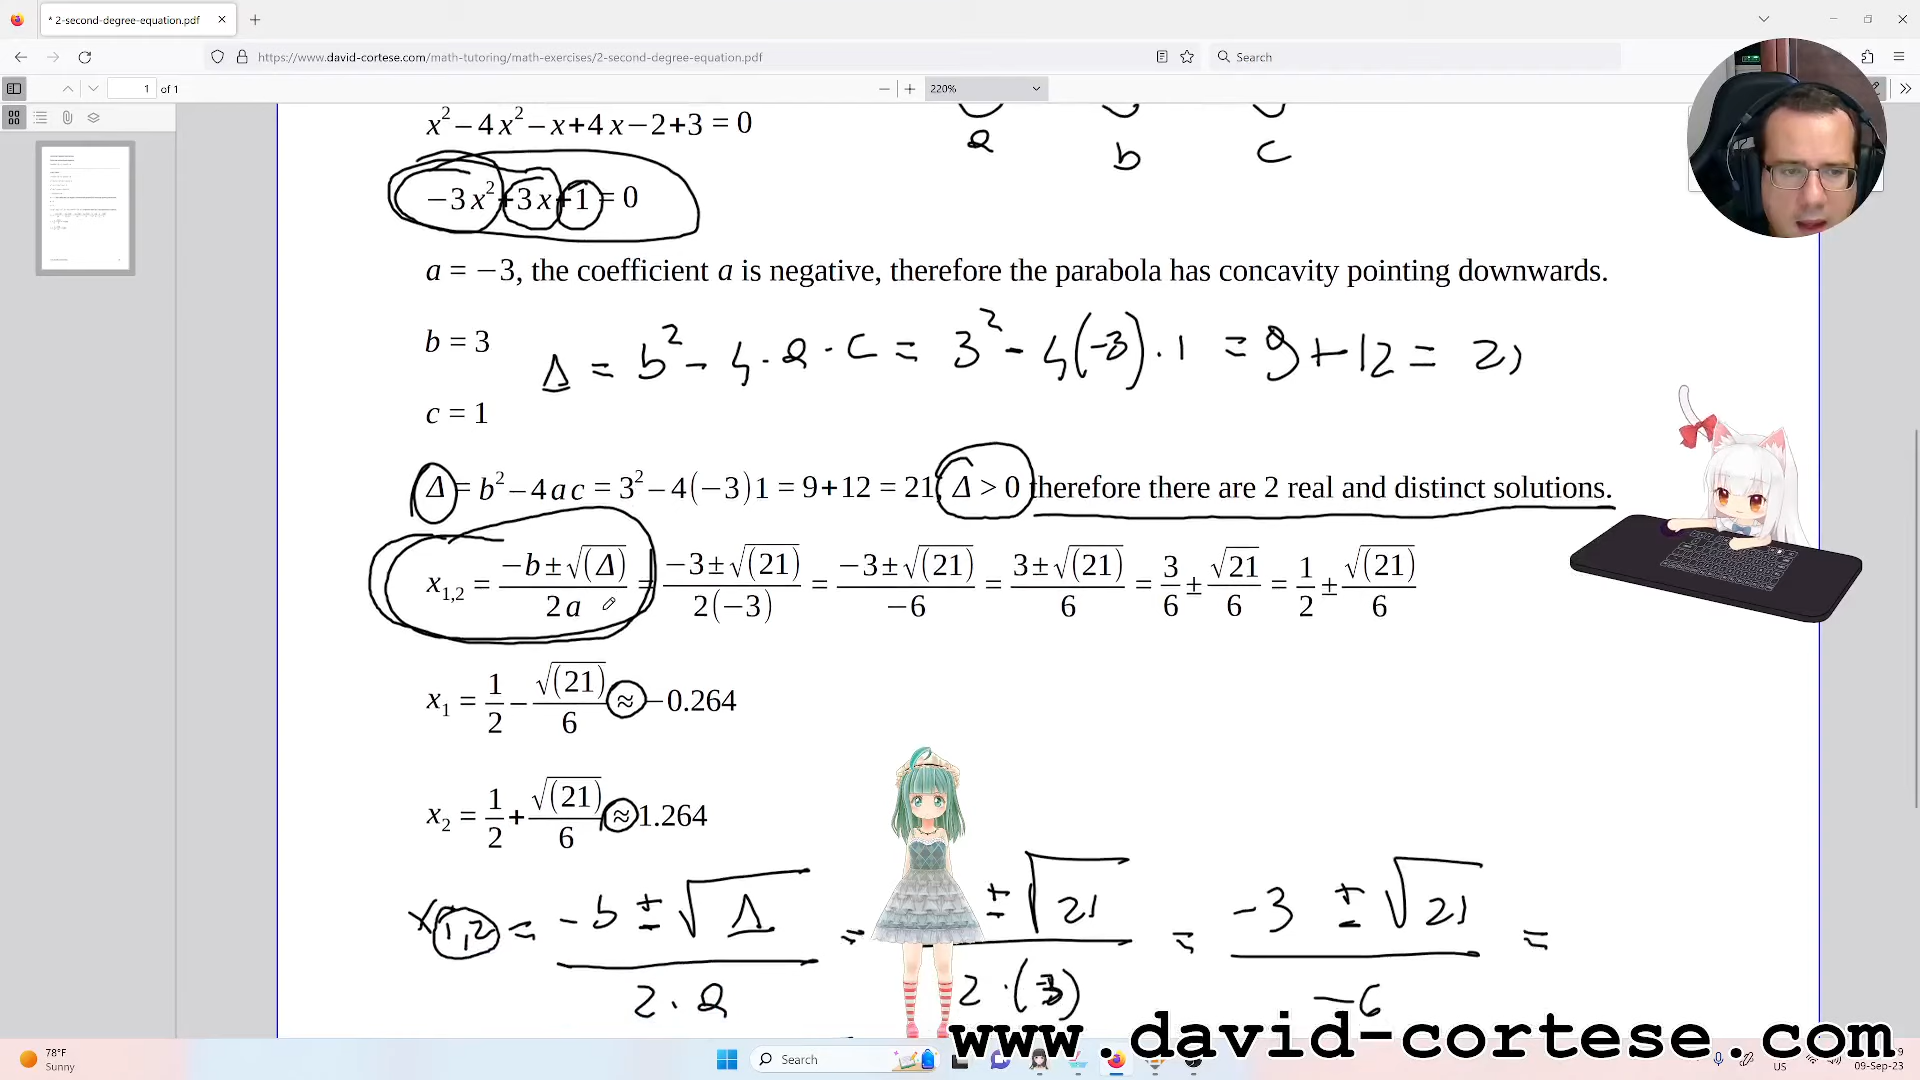 * 2-second-degree-equation.pdf
https://www.david-cortese.com/math-tutoring/math-exercises/2-second-degree-equation.pdf
Search
1 of 1
220%
x² − 4x² − x + 4x − 2 + 3 = 0
a b c
−3x² + 3x + 1 = 0
a = −3, the coefficient a is negative, therefore the parabola has concavity pointing downwards.
b = 3
Δ = b² − 4 · a · c = 3² − 4(−3) · 1 = 9 + 12 = 21
c = 1
Δ = b² − 4ac = 3² − 4(−3)1 = 9 + 12 = 21, Δ > 0 therefore there are 2 real and distinct solutions.
x₁,₂ = (−b ± √(Δ)) / 2a = (−3 ± √(21)) / 2(−3) = (−3 ± √(21)) / −6 = (3 ± √(21)) / 6 = 3/6 ± √21/6 = 1/2 ± √(21)/6
x₁ = 1/2 − √(21)/6 ≈ −0.264
x₂ = 1/2 + √(21)/6 ≈ 1.264
x₁,₂ = (−b ± √Δ) / 2 · a = ± √21 / 2 · (−3) = (−3 ± √21) / −6 =
www.david-cortese.com
78°F
Sunny
Search
US
09-Sep-23